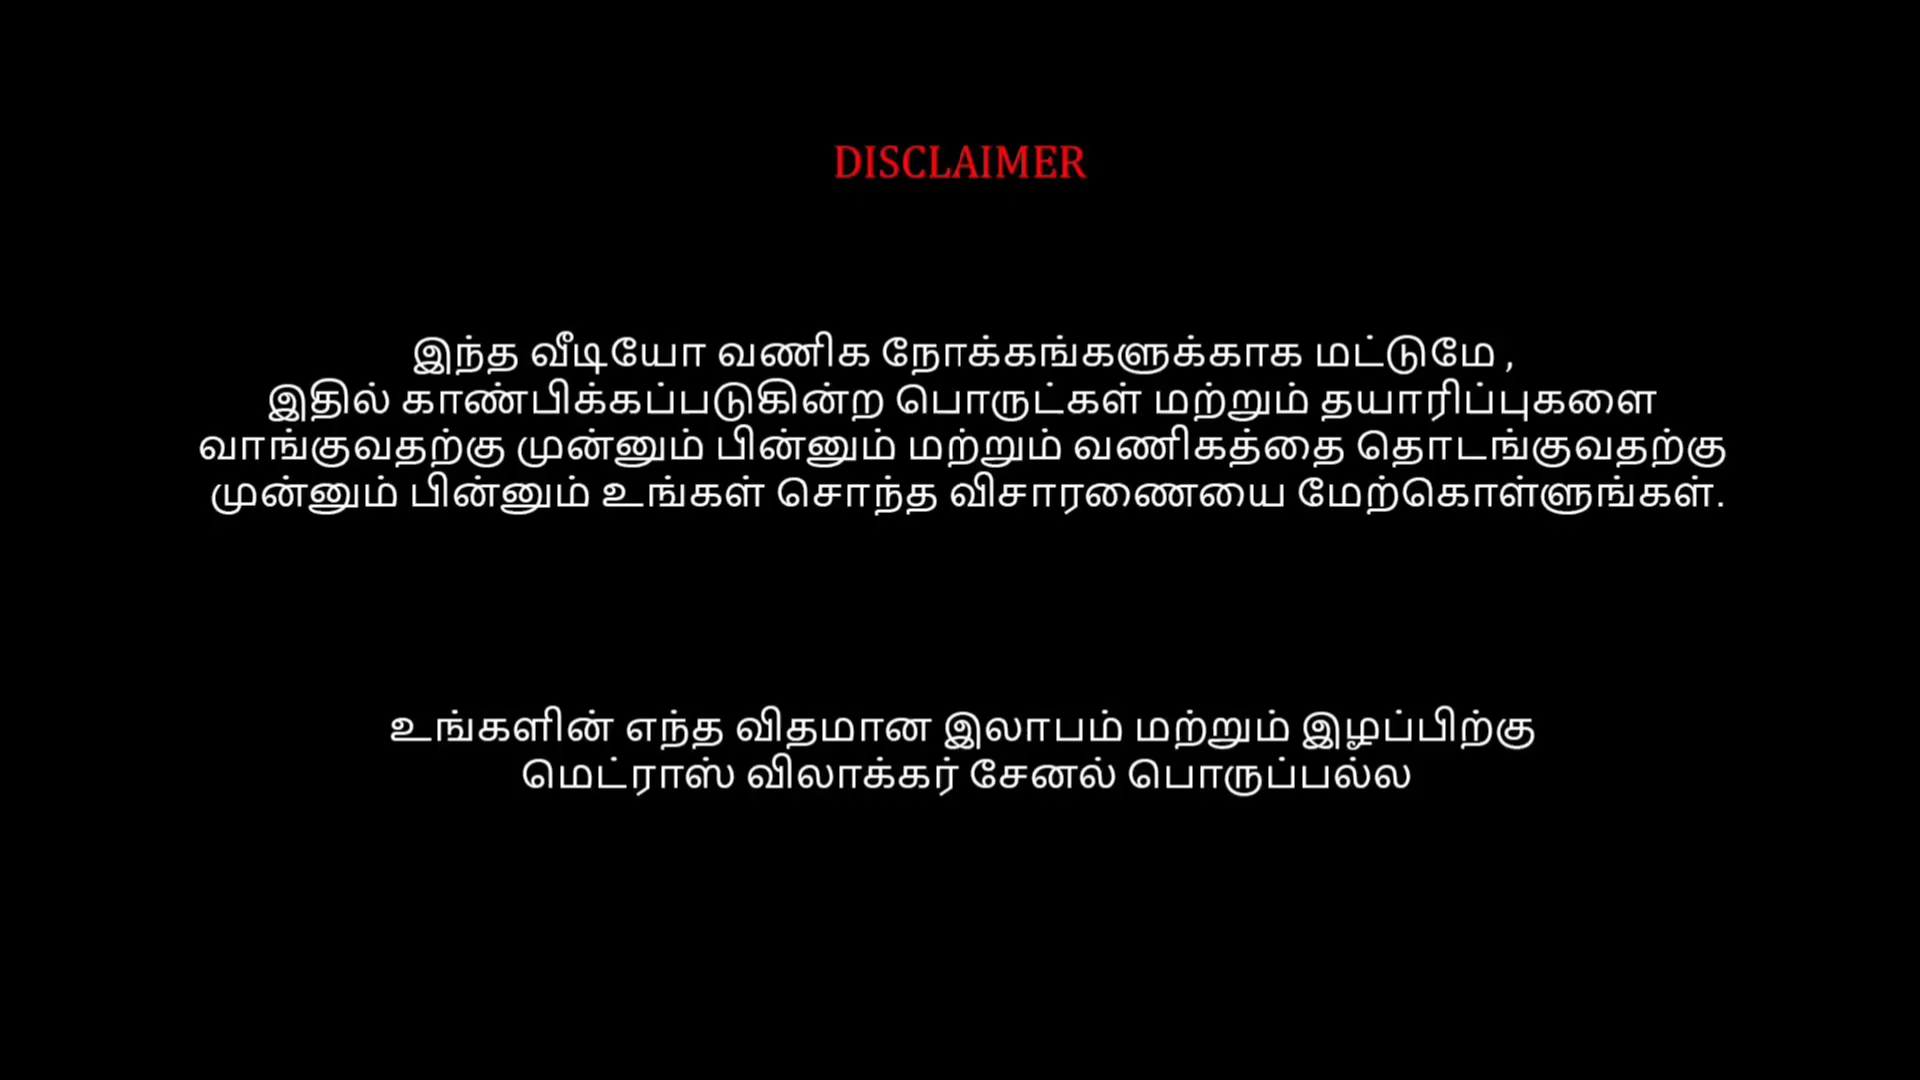 DISCLAIMER
இந்த வீடியோ வணிக நோக்கங்களுக்காக மட்டுமே ,
இதில் காண்பிக்கப்படுகின்ற பொருட்கள் மற்றும் தயாரிப்புகளை
வாங்குவதற்கு முன்னும் பின்னும் மற்றும் வணிகத்தை தொடங்குவதற்கு
முன்னும் பின்னும் உங்கள் சொந்த விசாரணையை மேற்கொள்ளுங்கள்.
உங்களின் எந்த விதமான இலாபம் மற்றும் இழப்பிற்கு
மெட்ராஸ் விலாக்கர் சேனல் பொருப்பல்ல